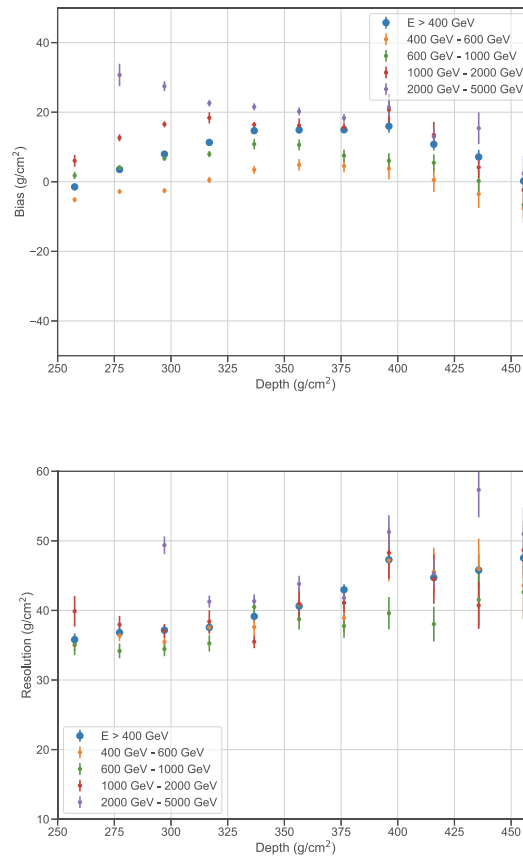 40
20
0
−20
−40
Bias (g/cm²)
E > 400 GeV
400 GeV - 600 GeV
600 GeV - 1000 GeV
1000 GeV - 2000 GeV
2000 GeV - 5000 GeV
250 275 300 325 350 375 400 425 450
Depth (g/cm²)
60
50
40
30
20
10
Resolution (g/cm²)
E > 400 GeV
400 GeV - 600 GeV
600 GeV - 1000 GeV
1000 GeV - 2000 GeV
2000 GeV - 5000 GeV
250 275 300 325 350 375 400 425 450
Depth (g/cm²)